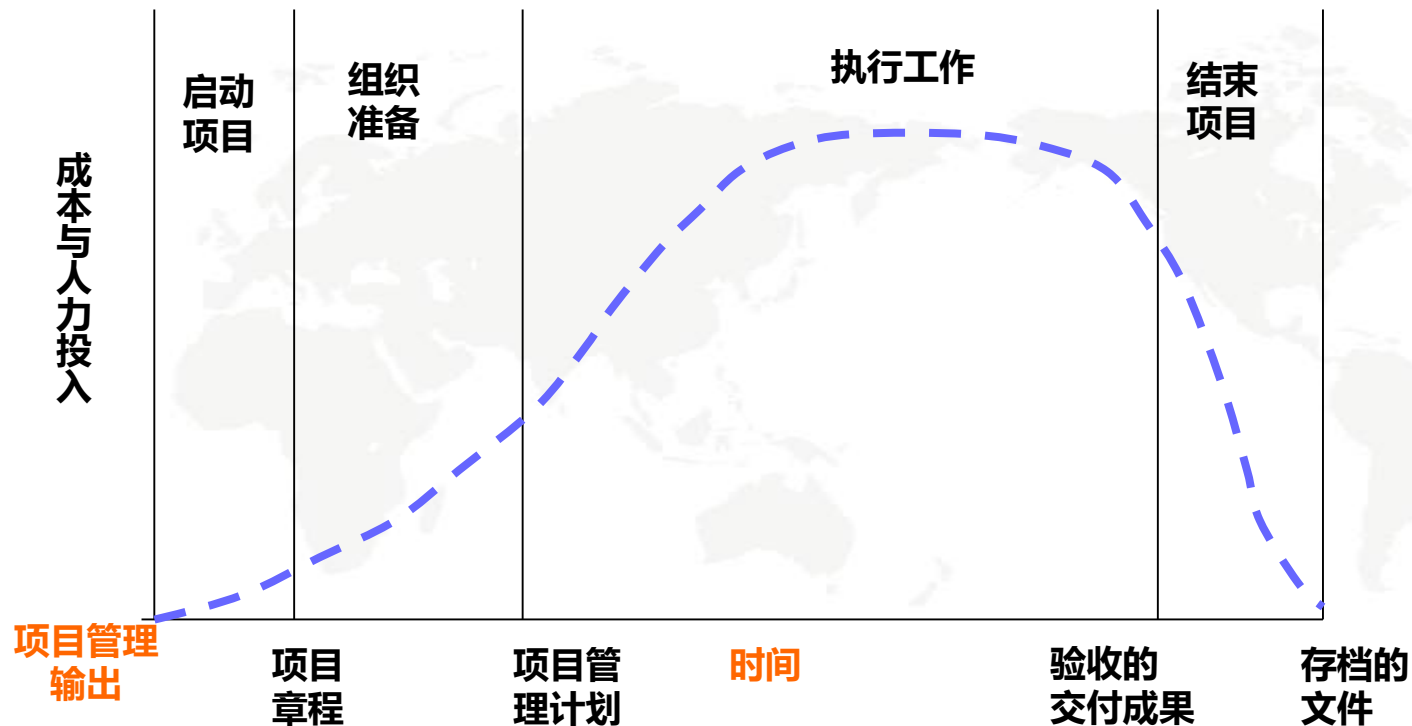 启动
项目
组织
准备
执行工作
结束
项目
成本与人力投入
项目管理
输出
项目
章程
项目管
理计划
时间
验收的
交付成果
存档的
文件